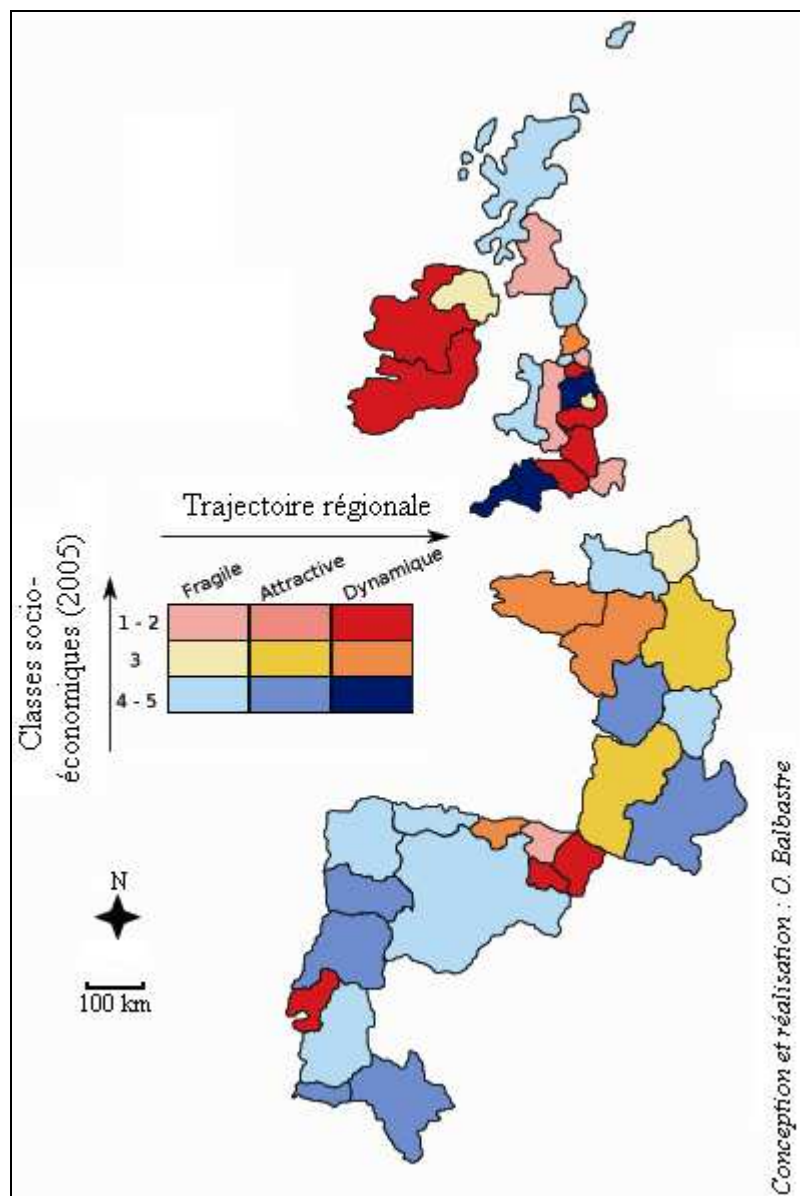 Trajectoire régionale
Classes socio-
économiques (2005)
Fragile
Attractive
Dynamique
1 - 2
3
4 - 5
N
100 km
Conception et réalisation : O. Balbastre